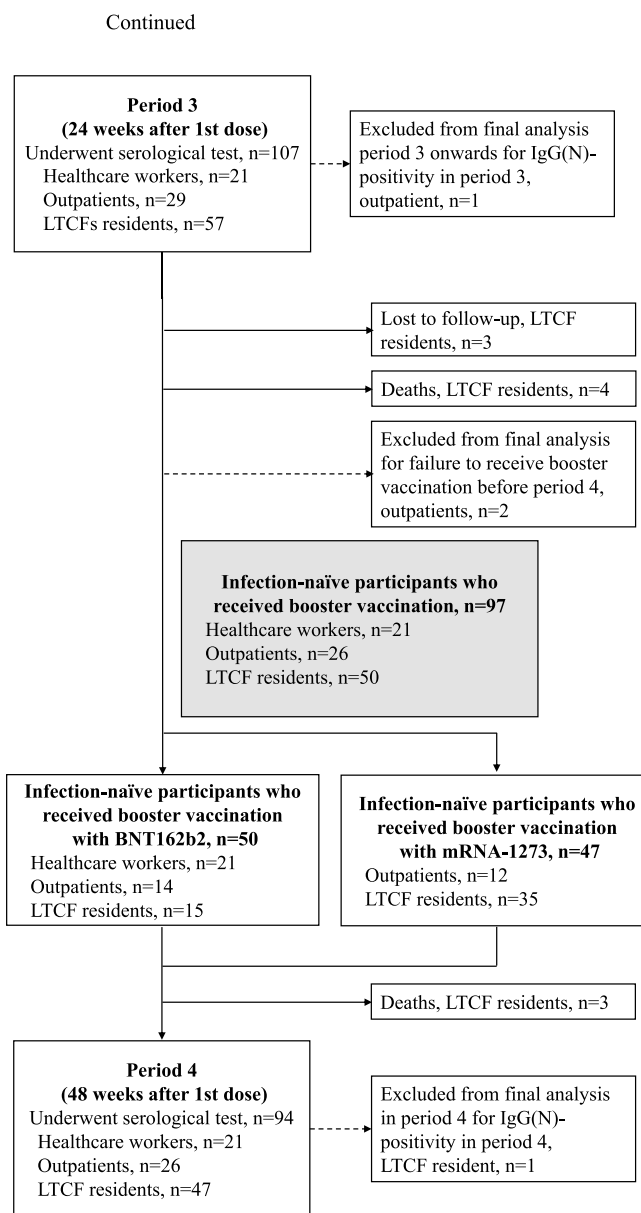 Continued
Period 3
(24 weeks after 1st dose)
Underwent serological test, n=107
Healthcare workers, n=21
Outpatients, n=29
LTCFs residents, n=57
Excluded from final analysis
period 3 onwards for IgG(N)-
positivity in period 3,
outpatient, n=1
Lost to follow-up, LTCF
residents, n=3
Deaths, LTCF residents, n=4
Excluded from final analysis
for failure to receive booster
vaccination before period 4,
outpatients, n=2
Infection-naïve participants who
received booster vaccination, n=97
Healthcare workers, n=21
Outpatients, n=26
LTCF residents, n=50
Infection-naïve participants who
received booster vaccination
with BNT162b2, n=50
Healthcare workers, n=21
Outpatients, n=14
LTCF residents, n=15
Infection-naïve participants who
received booster vaccination
with mRNA-1273, n=47
Outpatients, n=12
LTCF residents, n=35
Deaths, LTCF residents, n=3
Period 4
(48 weeks after 1st dose)
Underwent serological test, n=94
Healthcare workers, n=21
Outpatients, n=26
LTCF residents, n=47
Excluded from final analysis
in period 4 for IgG(N)-
positivity in period 4,
LTCF resident, n=1